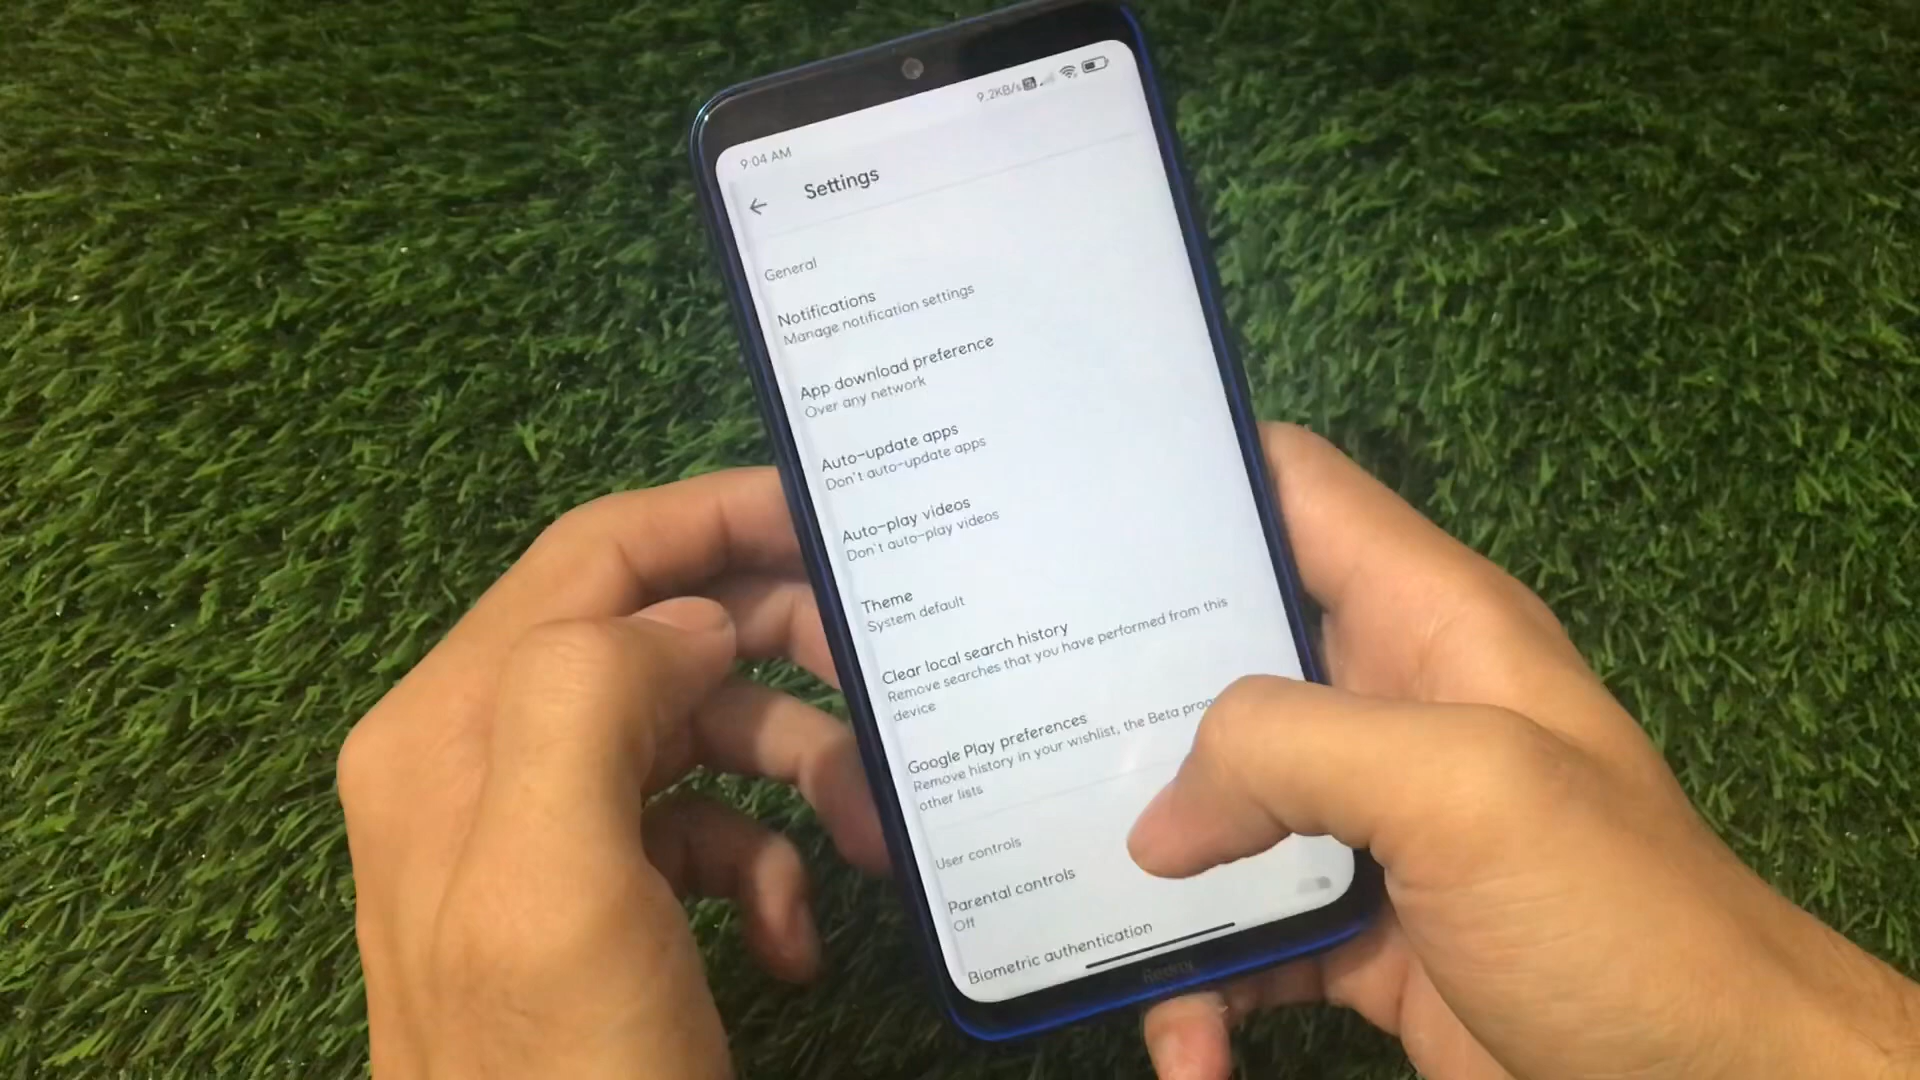 9:04 AM
9.2KB/s
Settings
General
Notifications
Manage notification settings
App download preference
Over any network
Auto-update apps
Don't auto-update apps
Auto-play videos
Don't auto-play videos
Theme
System default
Clear local search history
Remove searches that you have performed from this
device
Google Play preferences
Remove history in your wishlist, the Beta
other lists
User controls
Parental controls
Off
Biometric authentication
Redmi